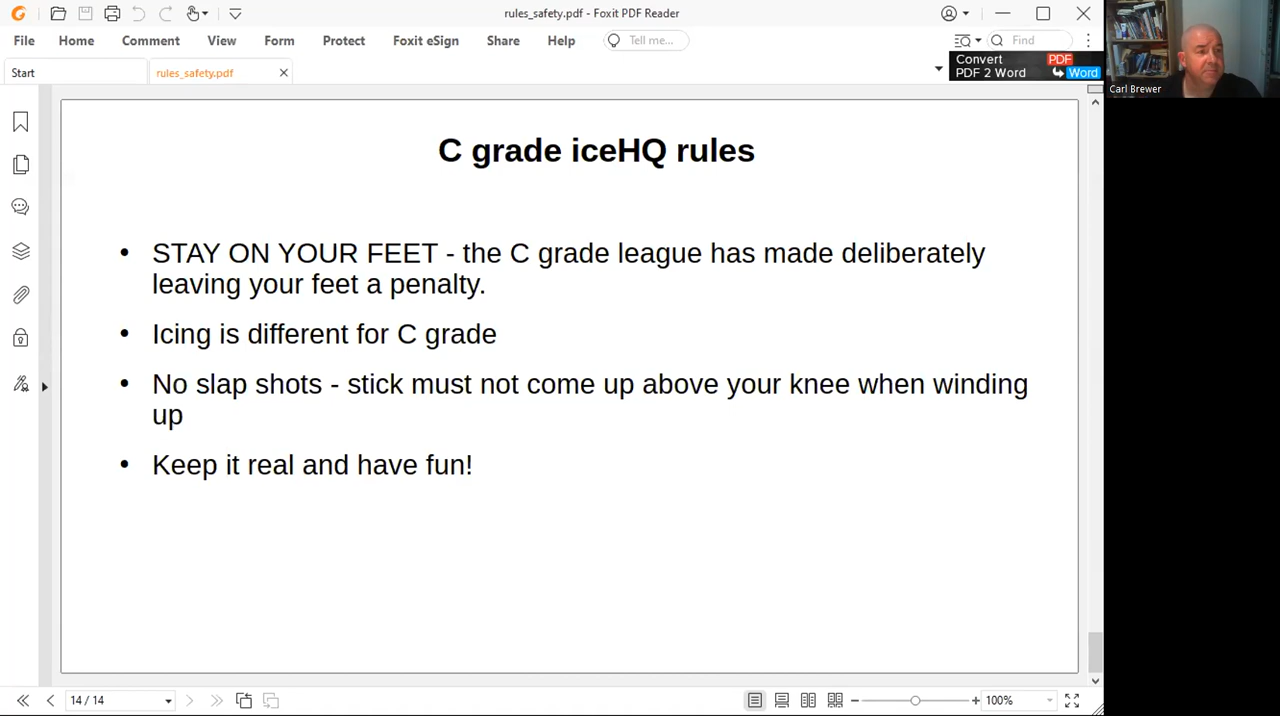 rules_safety.pdf - Foxit PDF Reader
File Home Comment View Form Protect Foxit eSign Share Help Tell me... Find
Start rules_safety.pdf
Convert PDF
PDF 2 Word Word
Carl Brewer
C grade iceHQ rules
• STAY ON YOUR FEET - the C grade league has made deliberately
leaving your feet a penalty.
• Icing is different for C grade
• No slap shots - stick must not come up above your knee when winding
up
• Keep it real and have fun!
14 / 14 100%